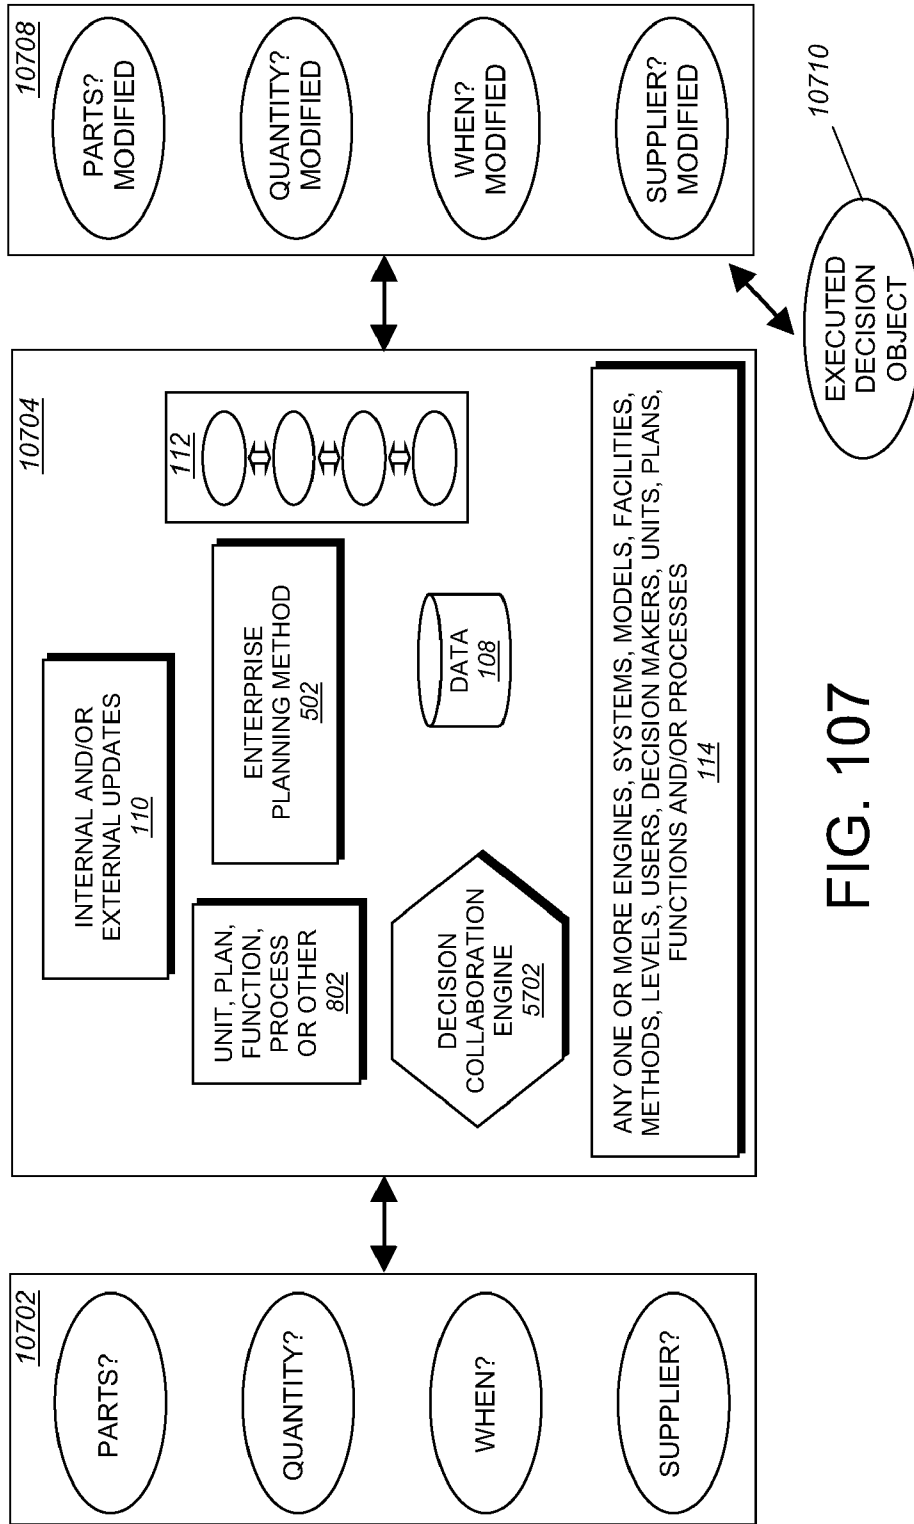 10702
PARTS?
QUANTITY?
WHEN?
SUPPLIER?
10704
INTERNAL AND/OR
EXTERNAL UPDATES
110
UNIT, PLAN,
FUNCTION,
PROCESS
OR OTHER
802
ENTERPRISE
PLANNING METHOD
502
112
DECISION
COLLABORATION
ENGINE
5702
DATA
108
ANY ONE OR MORE ENGINES, SYSTEMS, MODELS, FACILITIES,
METHODS, LEVELS, USERS, DECISION MAKERS, UNITS, PLANS,
FUNCTIONS AND/OR PROCESSES
114
10708
PARTS?
MODIFIED
QUANTITY?
MODIFIED
WHEN?
MODIFIED
SUPPLIER?
MODIFIED
EXECUTED
DECISION
OBJECT
10710
FIG. 107